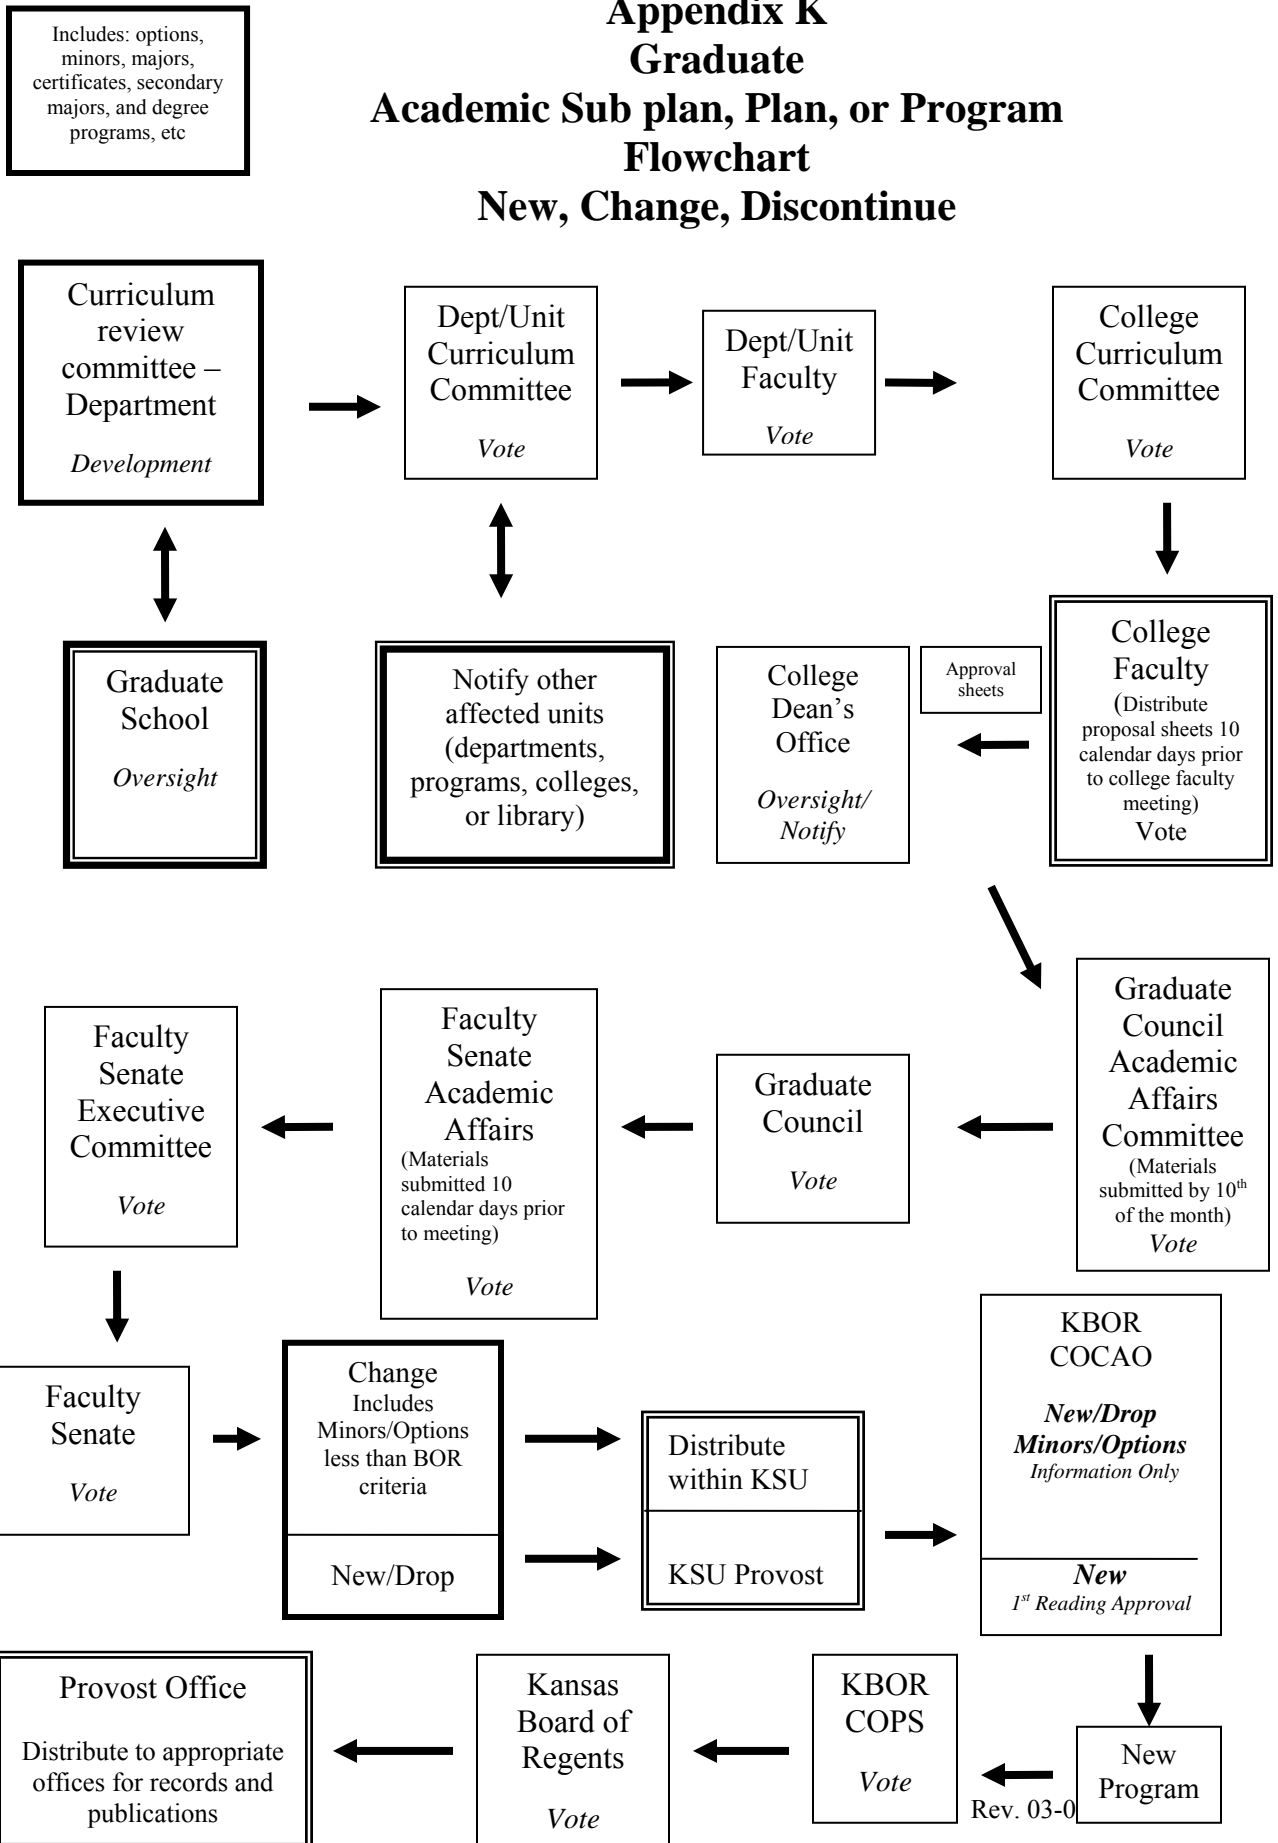 Includes: options,
minors, majors,
certificates, secondary
majors, and degree
programs, etc
Appendix K
Graduate
Academic Sub plan, Plan, or Program
Flowchart
New, Change, Discontinue
Curriculum
review
committee –
Department
Development
Dept/Unit
Curriculum
Committee
Vote
Dept/Unit
Faculty
Vote
College
Curriculum
Committee
Vote
Graduate
School
Oversight
Notify other
affected units
(departments,
programs, colleges,
or library)
College
Dean's
Office
Oversight/
Notify
Approval
sheets
College
Faculty
(Distribute
proposal sheets 10
calendar days prior
to college faculty
meeting)
Vote
Faculty
Senate
Executive
Committee
Vote
Faculty
Senate
Academic
Affairs
(Materials
submitted 10
calendar days prior
to meeting)
Vote
Graduate
Council
Vote
Graduate
Council
Academic
Affairs
Committee
(Materials
submitted by 10th
of the month)
Vote
Faculty
Senate
Vote
Change
Includes
Minors/Options
less than BOR
criteria
New/Drop
Distribute
within KSU
KSU Provost
KBOR
COCAO
New/Drop
Minors/Options
Information Only
New
1st Reading Approval
Provost Office
Distribute to appropriate
offices for records and
publications
Kansas
Board of
Regents
Vote
KBOR
COPS
Vote
New
Program
Rev. 03-0